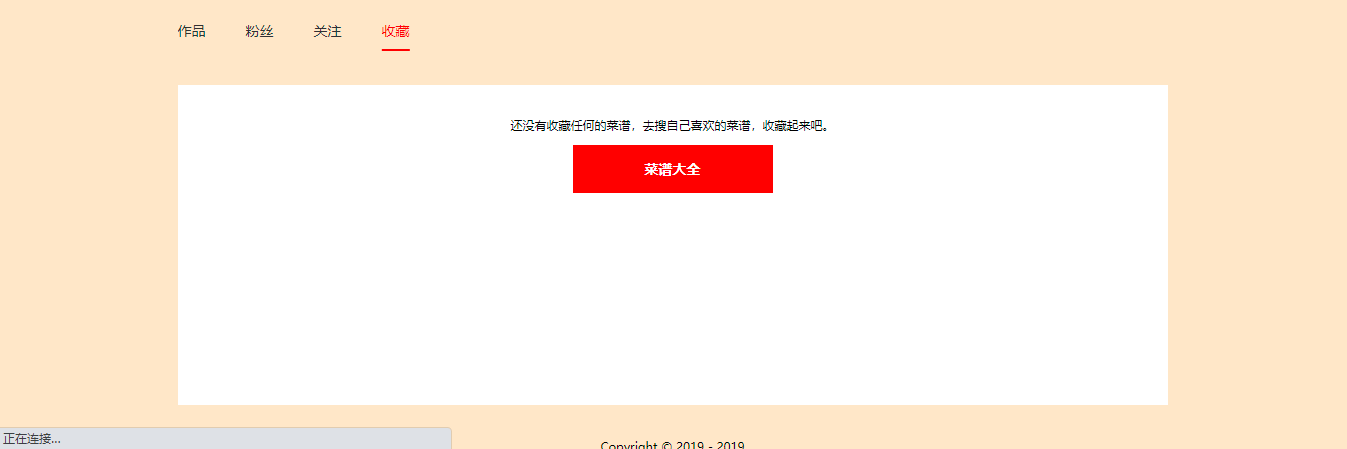 作品 粉丝 关注 收藏
还没有收藏任何的菜谱，去搜自己喜欢的菜谱，收藏起来吧。
菜谱大全
正在连接...
Copyright © 2019 - 2019